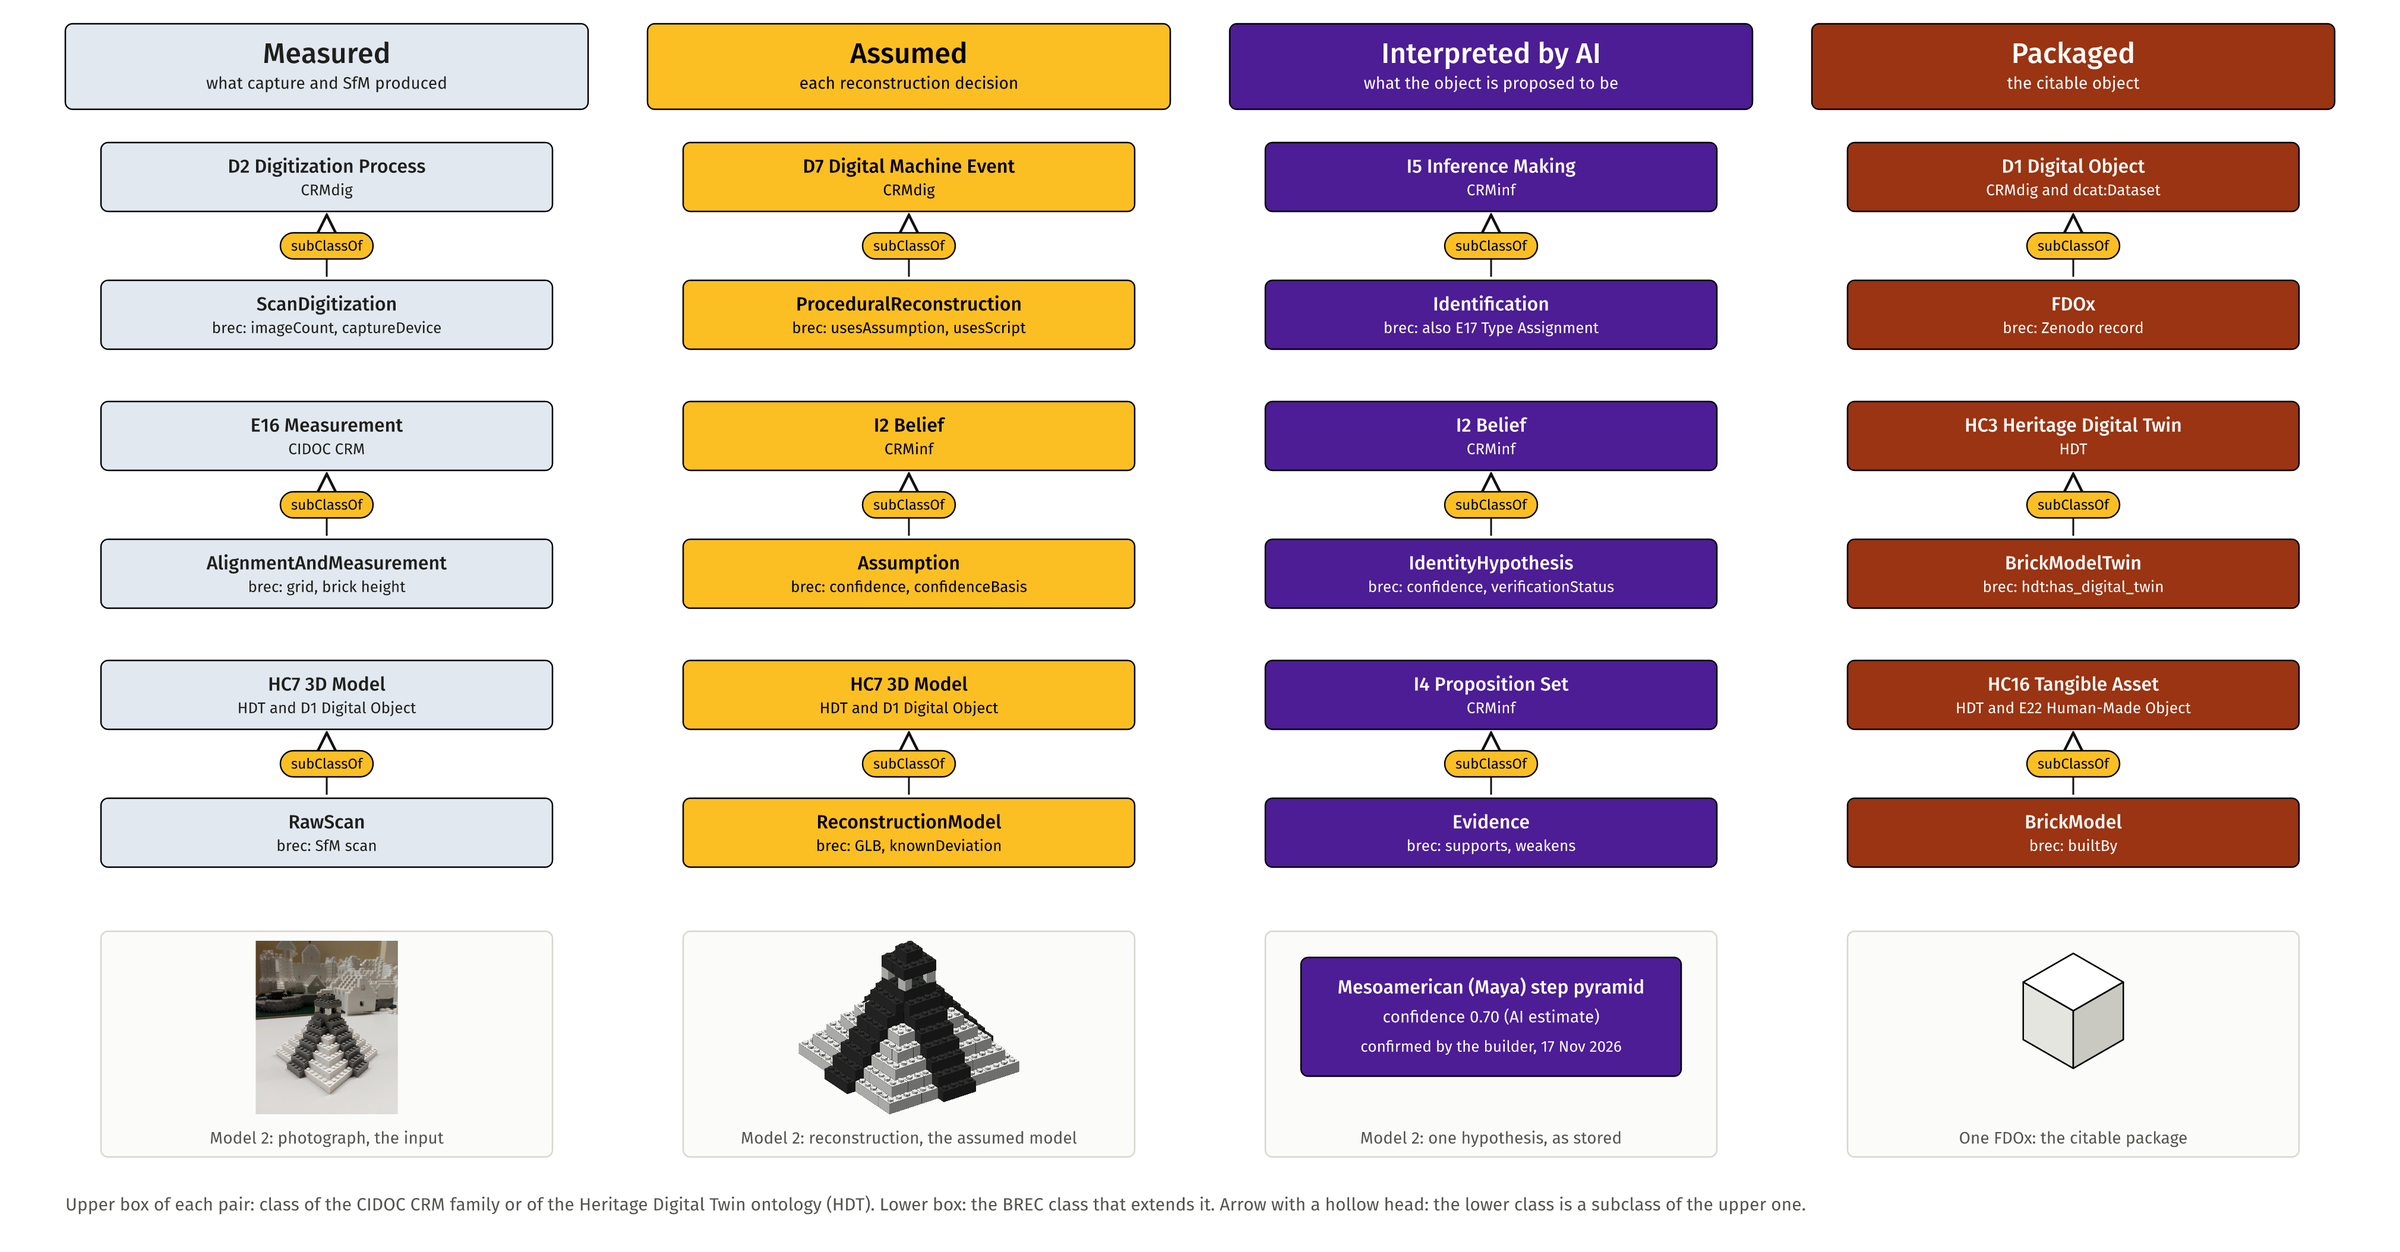 Measured
what capture and SfM produced
D2 Digitization Process
CRMdig
subClassOf
ScanDigitization
brec: imageCount, captureDevice
E16 Measurement
CIDOC CRM
subClassOf
AlignmentAndMeasurement
brec: grid, brick height
HC7 3D Model
HDT and D1 Digital Object
subClassOf
RawScan
brec: SfM scan
Model 2: photograph, the input
Assumed
each reconstruction decision
D7 Digital Machine Event
CRMdig
subClassOf
ProceduralReconstruction
brec: usesAssumption, usesScript
I2 Belief
CRMinf
subClassOf
Assumption
brec: confidence, confidenceBasis
HC7 3D Model
HDT and D1 Digital Object
subClassOf
ReconstructionModel
brec: GLB, knownDeviation
Model 2: reconstruction, the assumed model
Interpreted by AI
what the object is proposed to be
I5 Inference Making
CRMinf
subClassOf
Identification
brec: also E17 Type Assignment
I2 Belief
CRMinf
subClassOf
IdentityHypothesis
brec: confidence, verificationStatus
I4 Proposition Set
CRMinf
subClassOf
Evidence
brec: supports, weakens
Mesoamerican (Maya) step pyramid
confidence 0.70 (AI estimate)
confirmed by the builder, 17 Nov 2026
Model 2: one hypothesis, as stored
Packaged
the citable object
D1 Digital Object
CRMdig and dcat:Dataset
subClassOf
FDOx
brec: Zenodo record
HC3 Heritage Digital Twin
HDT
subClassOf
BrickModelTwin
brec: hdt:has_digital_twin
HC16 Tangible Asset
HDT and E22 Human-Made Object
subClassOf
BrickModel
brec: builtBy
One FDOx: the citable package
Upper box of each pair: class of the CIDOC CRM family or of the Heritage Digital Twin ontology (HDT). Lower box: the BREC class that extends it. Arrow with a hollow head: the lower class is a subclass of the upper one.